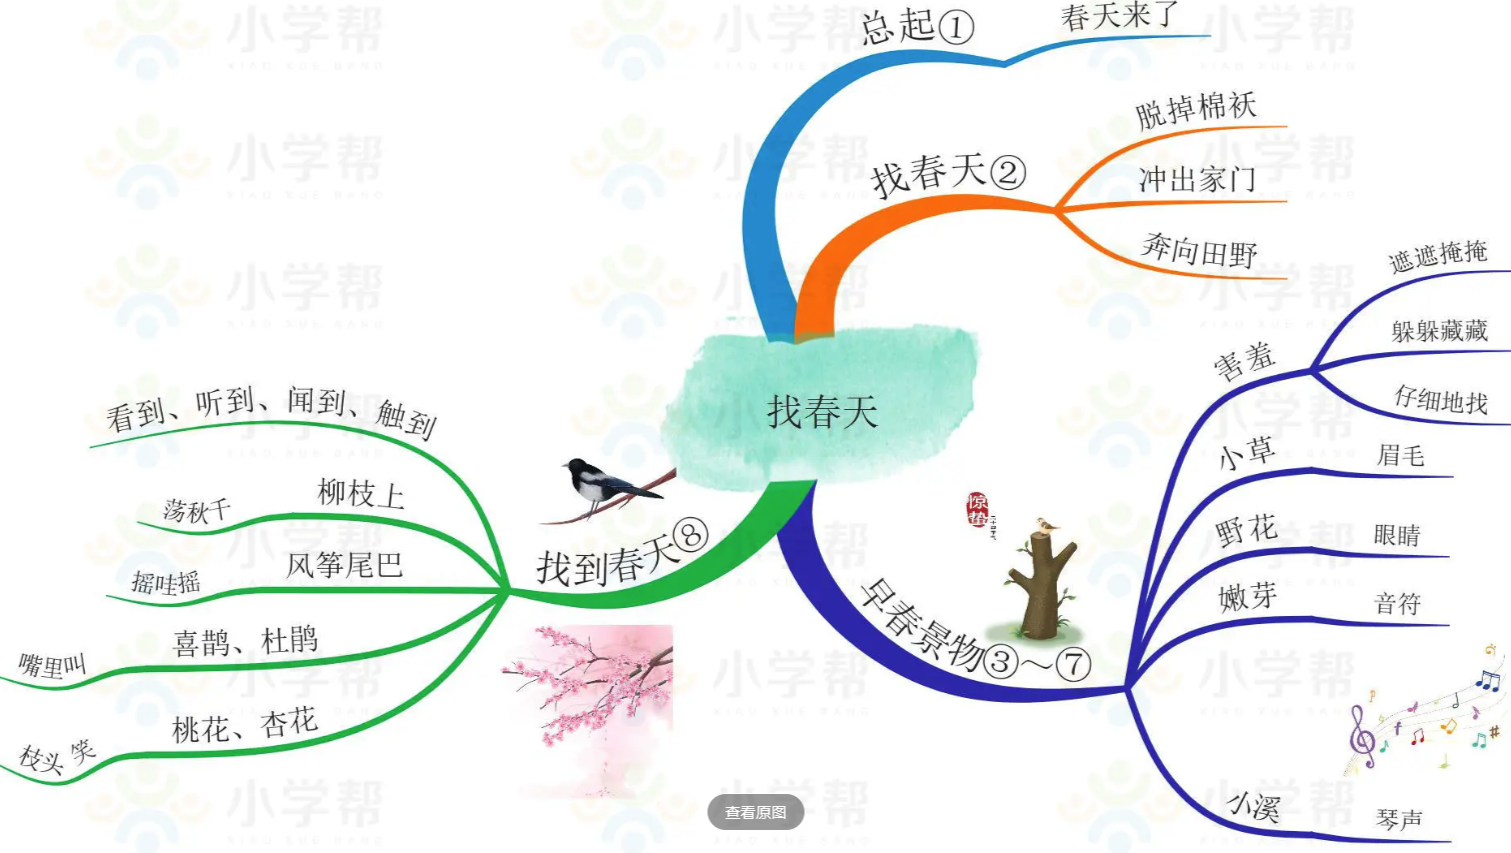 总起①
春天来了
找春天②
脱掉棉袄
冲出家门
奔向田野
找春天
早春景物③～⑦
害羞
遮遮掩掩
躲躲藏藏
仔细地找
小草
眉毛
野花
眼睛
嫩芽
音符
小溪
琴声
找到春天⑧
看到、听到、闻到、触到
柳枝上
荡秋千
风筝尾巴
摇哇摇
喜鹊、杜鹃
嘴里叫
桃花、杏花
枝头 笑
惊蛰
查看原图
小学帮
XIAO XUE BANG